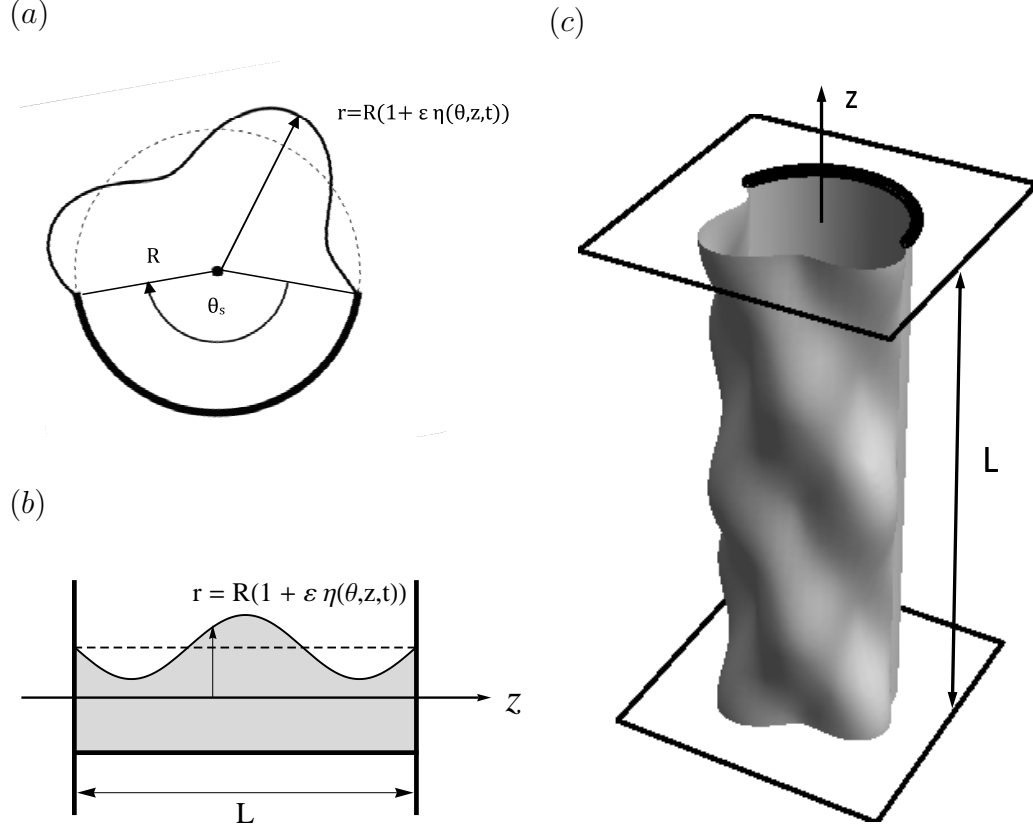 (a)
r=R(1+ ε η(θ,z,t))
R
θs
(b)
r = R(1 + ε η(θ,z,t))
z
L
(c)
z
L